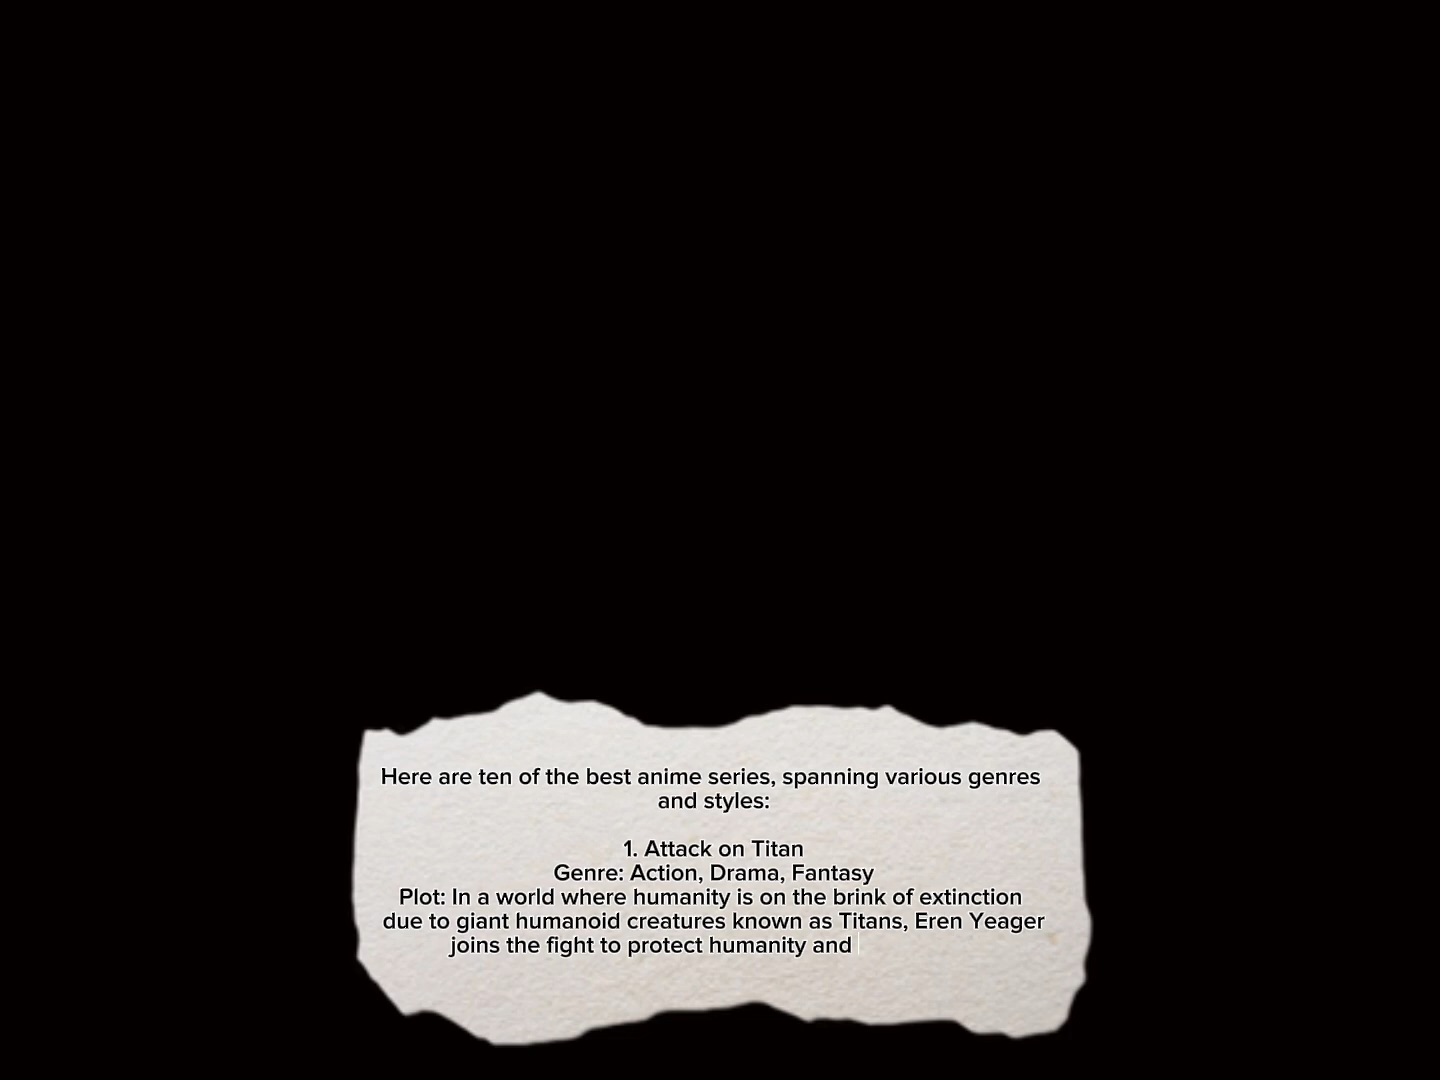 Here are ten of the best anime series, spanning various genres
and styles:
1. Attack on Titan
Genre: Action, Drama, Fantasy
Plot: In a world where humanity is on the brink of extinction
due to giant humanoid creatures known as Titans, Eren Yeager
joins the fight to protect humanity and